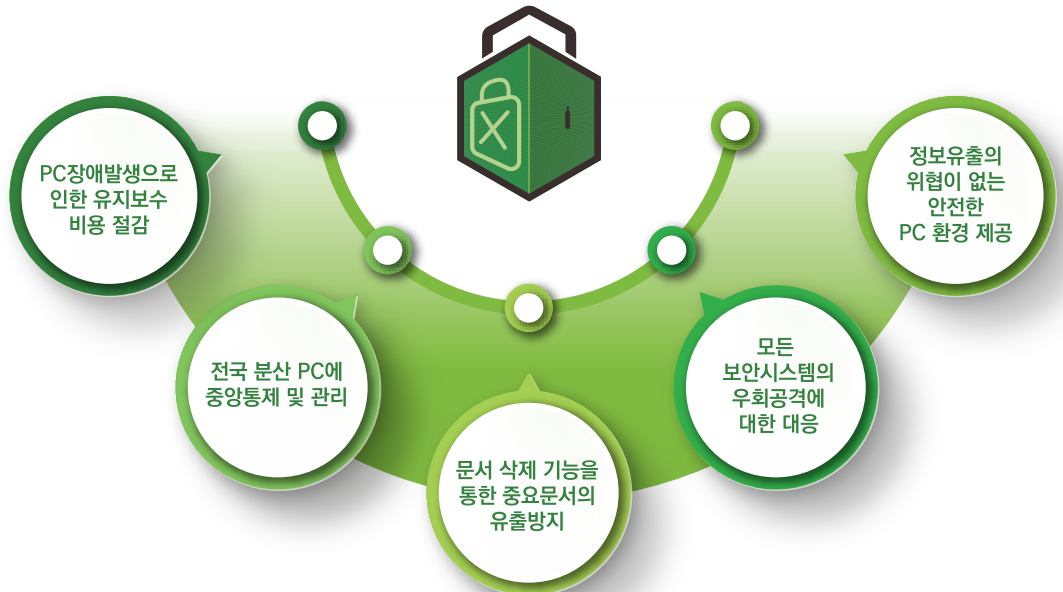 PC장애발생으로
인한 유지보수
비용 절감
전국 분산 PC에
중앙통제 및 관리
문서 삭제 기능을
통한 중요문서의
유출방지
모든
보안시스템의
우회공격에
대한 대응
정보유출의
위협이 없는
안전한
PC 환경 제공